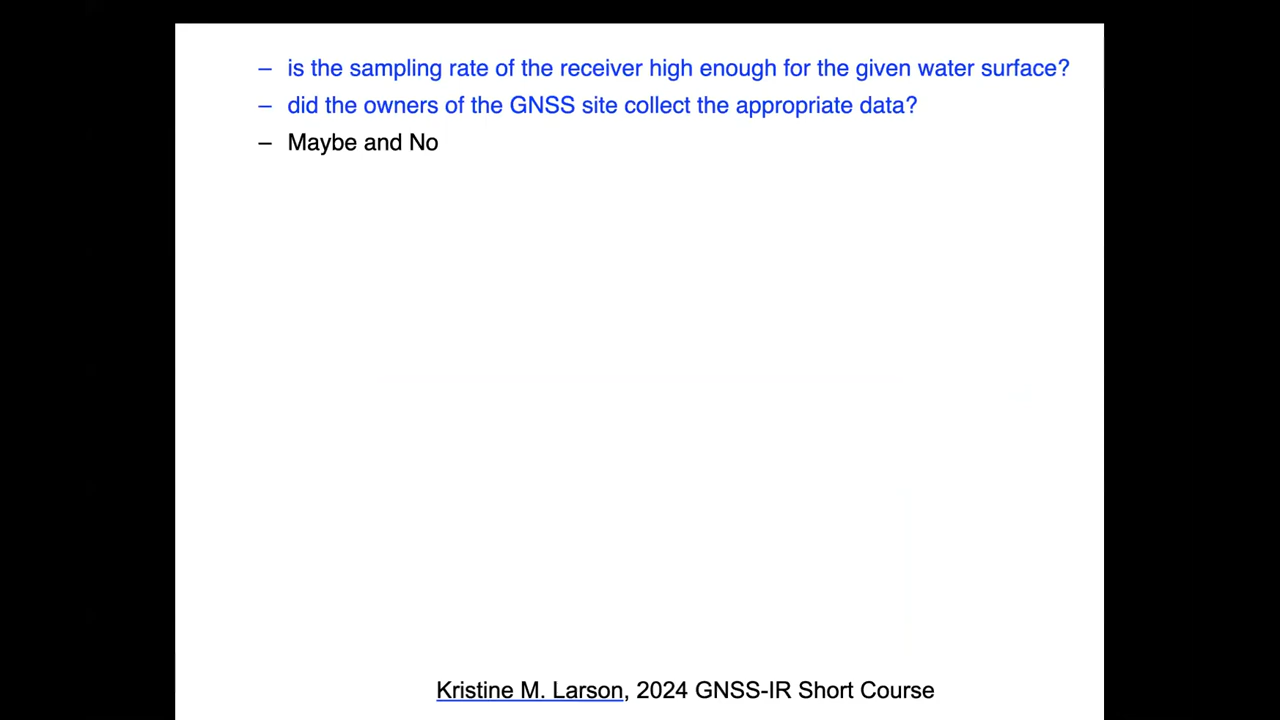 – is the sampling rate of the receiver high enough for the given water surface?
– did the owners of the GNSS site collect the appropriate data?
– Maybe and No
Kristine M. Larson, 2024 GNSS-IR Short Course